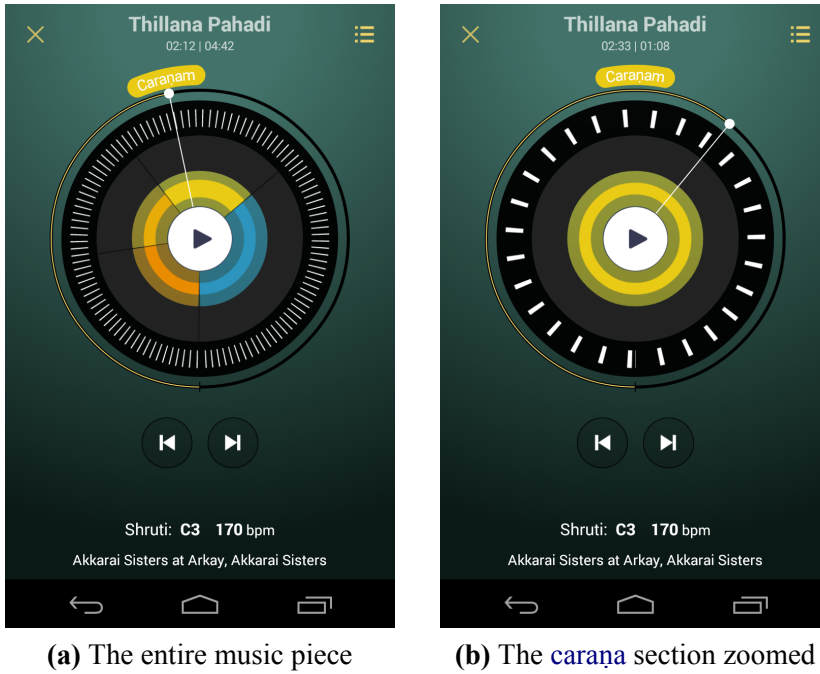 Thillana Pahadi
02:12 | 04:42
Caraṇam
Shruti: C3 170 bpm
Akkarai Sisters at Arkay, Akkarai Sisters
(a) The entire music piece
Thillana Pahadi
02:33 | 01:08
Caraṇam
Shruti: C3 170 bpm
Akkarai Sisters at Arkay, Akkarai Sisters
(b) The caraṇa section zoomed